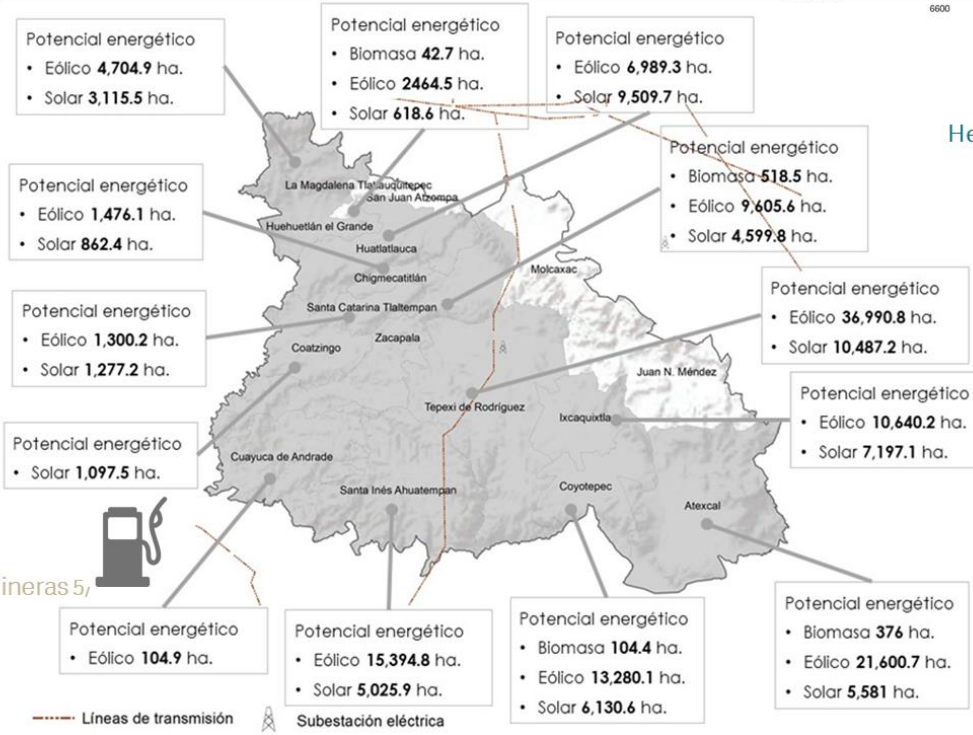 6600
Potencial energético
• Eólico 4,704.9 ha.
• Solar 3,115.5 ha.
Potencial energético
• Biomasa 42.7 ha.
• Eólico 2464.5 ha.
• Solar 618.6 ha.
Potencial energético
• Eólico 6,989.3 ha.
• Solar 9,509.7 ha.
He
Potencial energético
• Biomasa 518.5 ha.
• Eólico 9,605.6 ha.
• Solar 4,599.8 ha.
Potencial energético
• Eólico 1,476.1 ha.
• Solar 862.4 ha.
La Magdalena Tlatlauquitepec
San Juan Atzompa
Huehuetlán el Grande
Huatlatlauca
Chigmecatitlán
Molcaxac
Santa Catarina Tlaltempan
Zacapala
Coatzingo
Juan N. Méndez
Tepexi de Rodríguez
Ixcaquixtla
Cuayuca de Andrade
Santa Inés Ahuatempan
Coyotepec
Atexcal
Potencial energético
• Eólico 36,990.8 ha.
• Solar 10,487.2 ha.
Potencial energético
• Eólico 1,300.2 ha.
• Solar 1,277.2 ha.
Potencial energético
• Eólico 10,640.2 ha.
• Solar 7,197.1 ha.
Potencial energético
• Solar 1,097.5 ha.
ineras 5,
Potencial energético
• Eólico 104.9 ha.
Potencial energético
• Eólico 15,394.8 ha.
• Solar 5,025.9 ha.
Potencial energético
• Biomasa 104.4 ha.
• Eólico 13,280.1 ha.
• Solar 6,130.6 ha.
Potencial energético
• Biomasa 376 ha.
• Eólico 21,600.7 ha.
• Solar 5,581 ha.
Líneas de transmisión
Subestación eléctrica